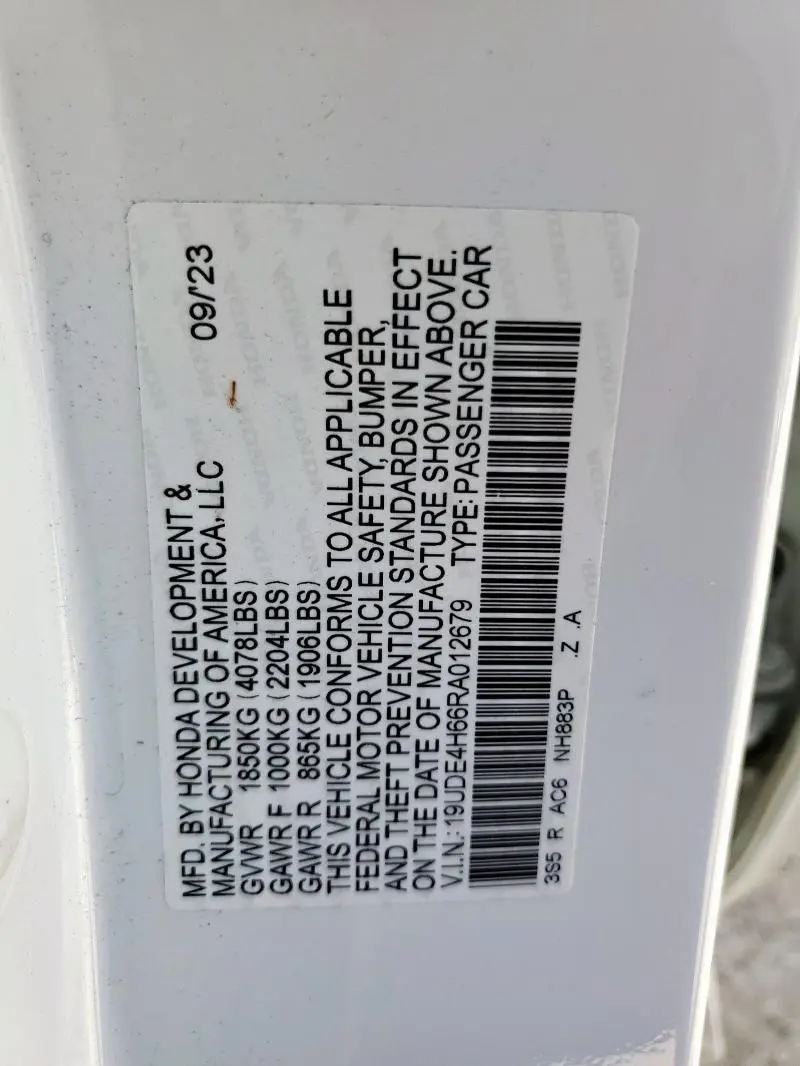 MFD. BY HONDA DEVELOPMENT &
MANUFACTURING OF AMERICA, LLC 09/'23
GVWR 1850KG (4078LBS)
GAWR F 1000KG (2204LBS)
GAWR R 865KG (1906LBS)
THIS VEHICLE CONFORMS TO ALL APPLICABLE
FEDERAL MOTOR VEHICLE SAFETY, BUMPER,
AND THEFT PREVENTION STANDARDS IN EFFECT
ON THE DATE OF MANUFACTURE SHOWN ABOVE.
V.I.N.: 19UDE4H66RA012679 TYPE: PASSENGER CAR
3S5 R AC6 NH883P .Z .A